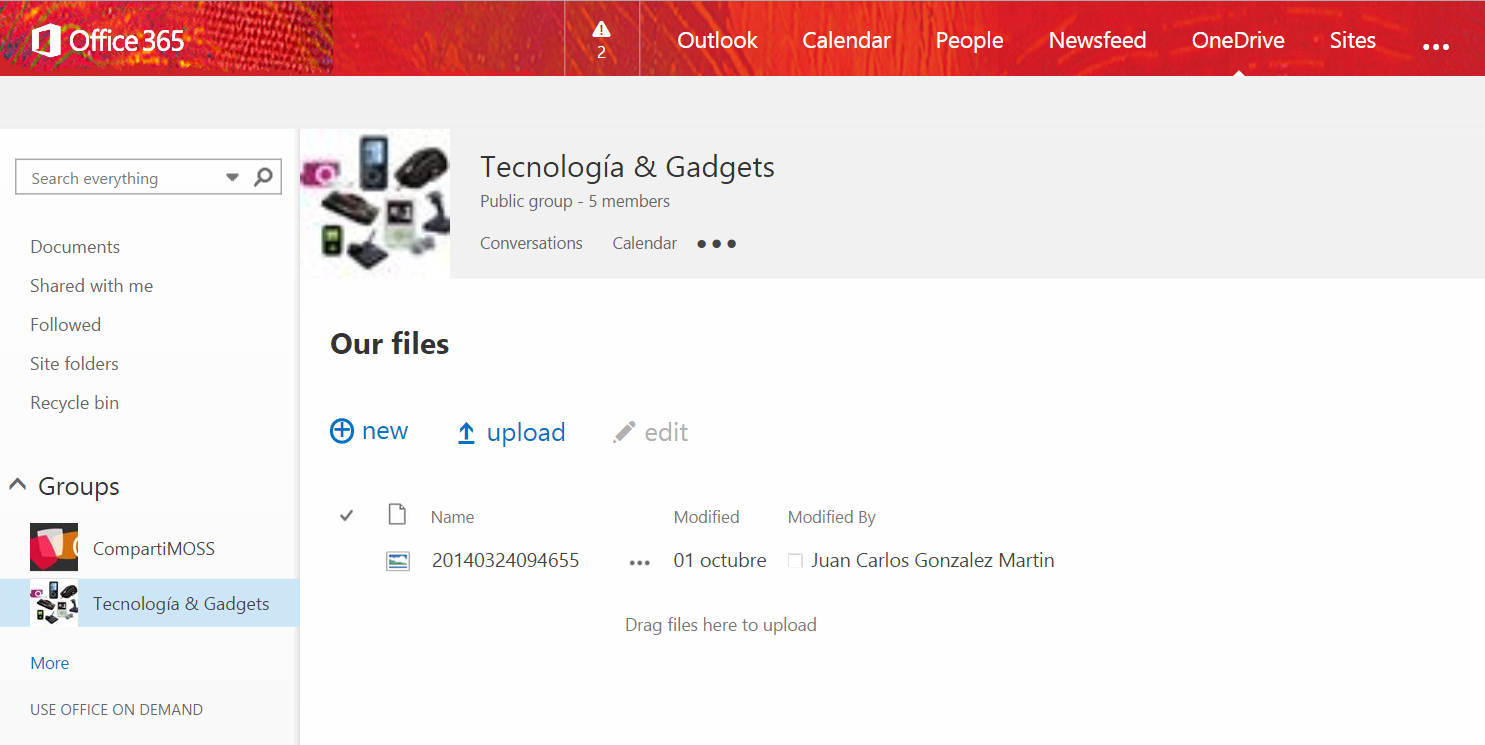 Office 365
2
Outlook
Calendar
People
Newsfeed
OneDrive
Sites
...
Search everything
Documents
Shared with me
Followed
Site folders
Recycle bin
Groups
CompartiMOSS
Tecnología & Gadgets
More
USE OFFICE ON DEMAND
Tecnología & Gadgets
Public group - 5 members
Conversations Calendar ...
Our files
new upload edit
Name Modified Modified By
20140324094655 ... 01 octubre Juan Carlos Gonzalez Martin
Drag files here to upload